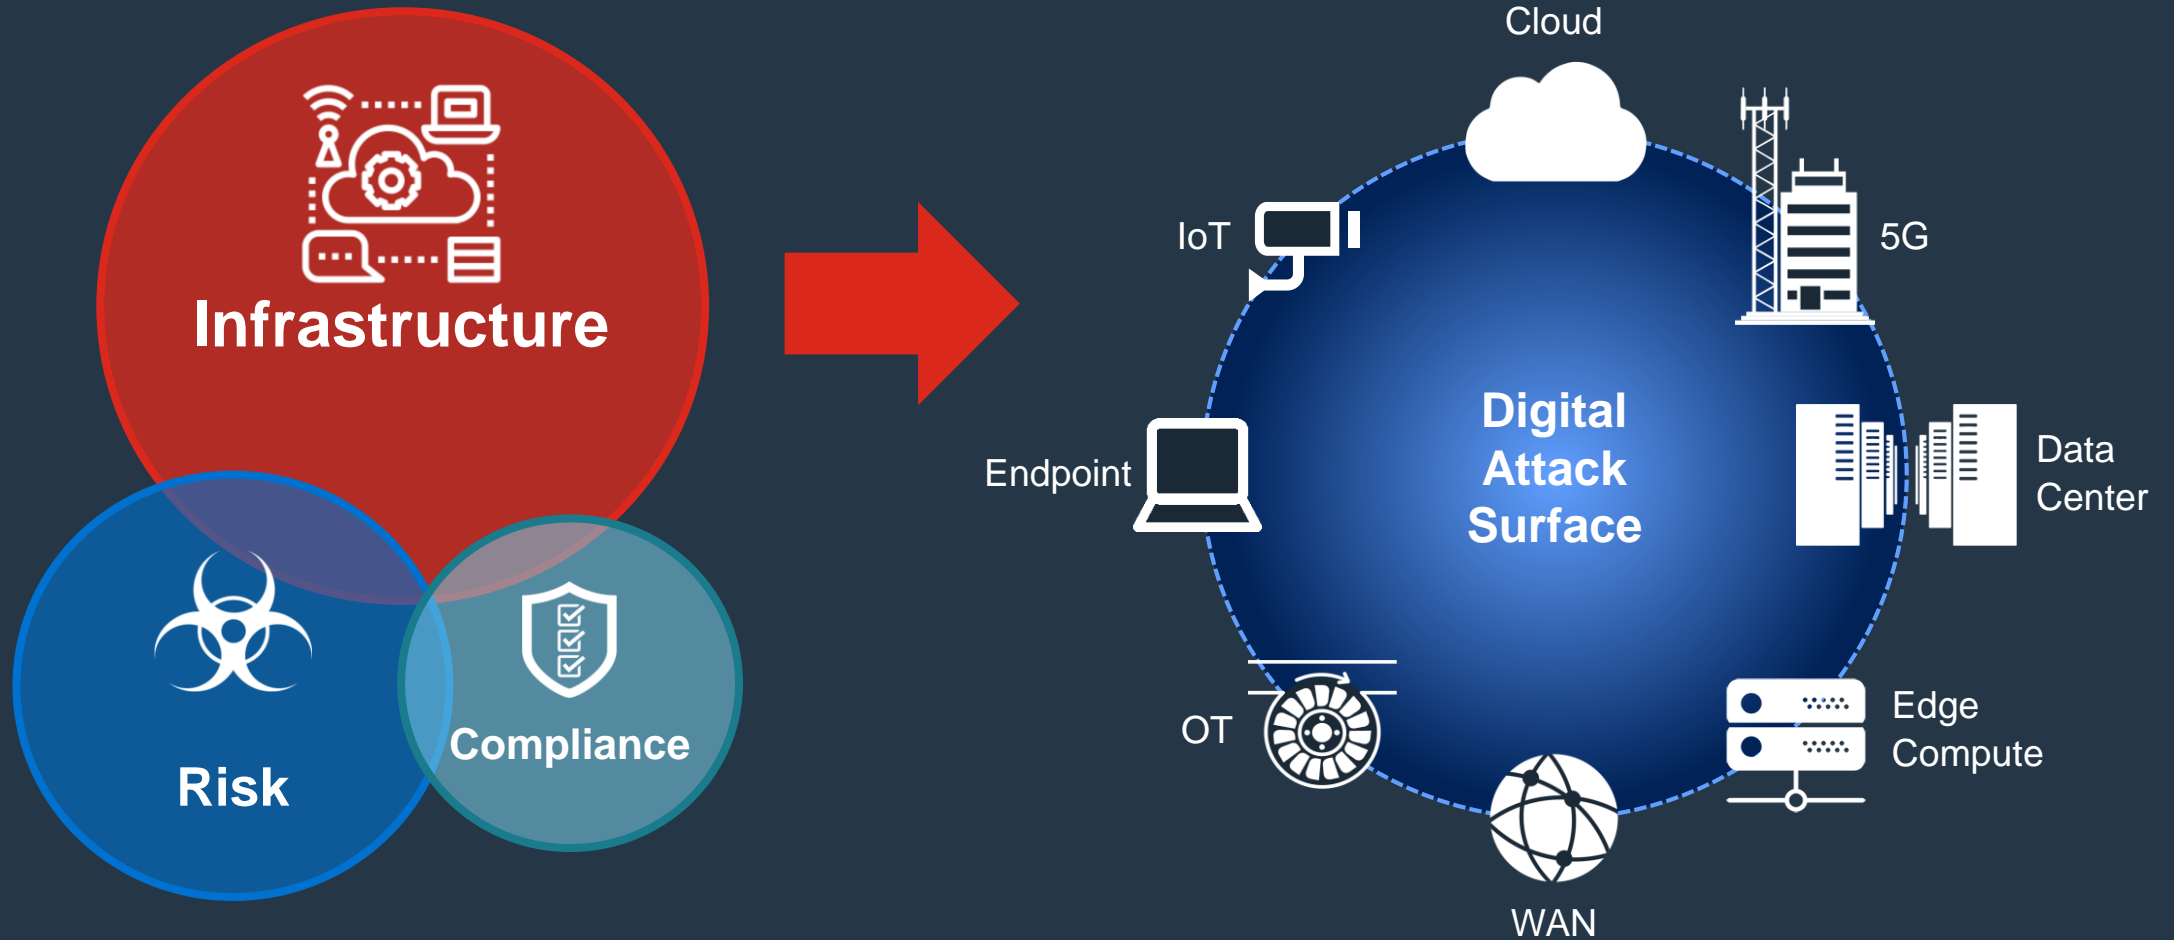 Infrastructure
Risk
Compliance
Cloud
IoT
5G
Digital
Attack
Surface
Endpoint
Data
Center
OT
Edge
Compute
WAN